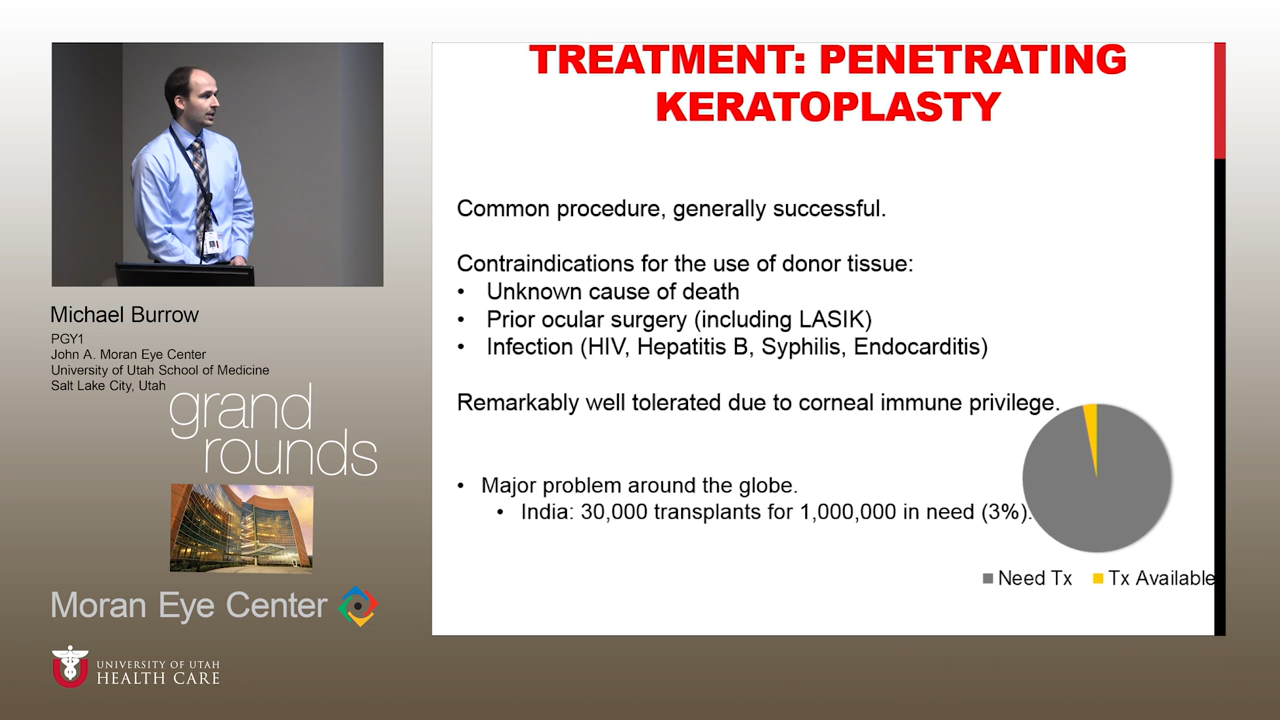 TREATMENT: PENETRATING
KERATOPLASTY
Common procedure, generally successful.
Contraindications for the use of donor tissue:
• Unknown cause of death
• Prior ocular surgery (including LASIK)
• Infection (HIV, Hepatitis B, Syphilis, Endocarditis)
Remarkably well tolerated due to corneal immune privilege.
• Major problem around the globe.
• India: 30,000 transplants for 1,000,000 in need (3%).
Need Tx Tx Available
Michael Burrow
PGY1
John A. Moran Eye Center
University of Utah School of Medicine
Salt Lake City, Utah
grand
rounds
Moran Eye Center
UNIVERSITY OF UTAH
HEALTH CARE